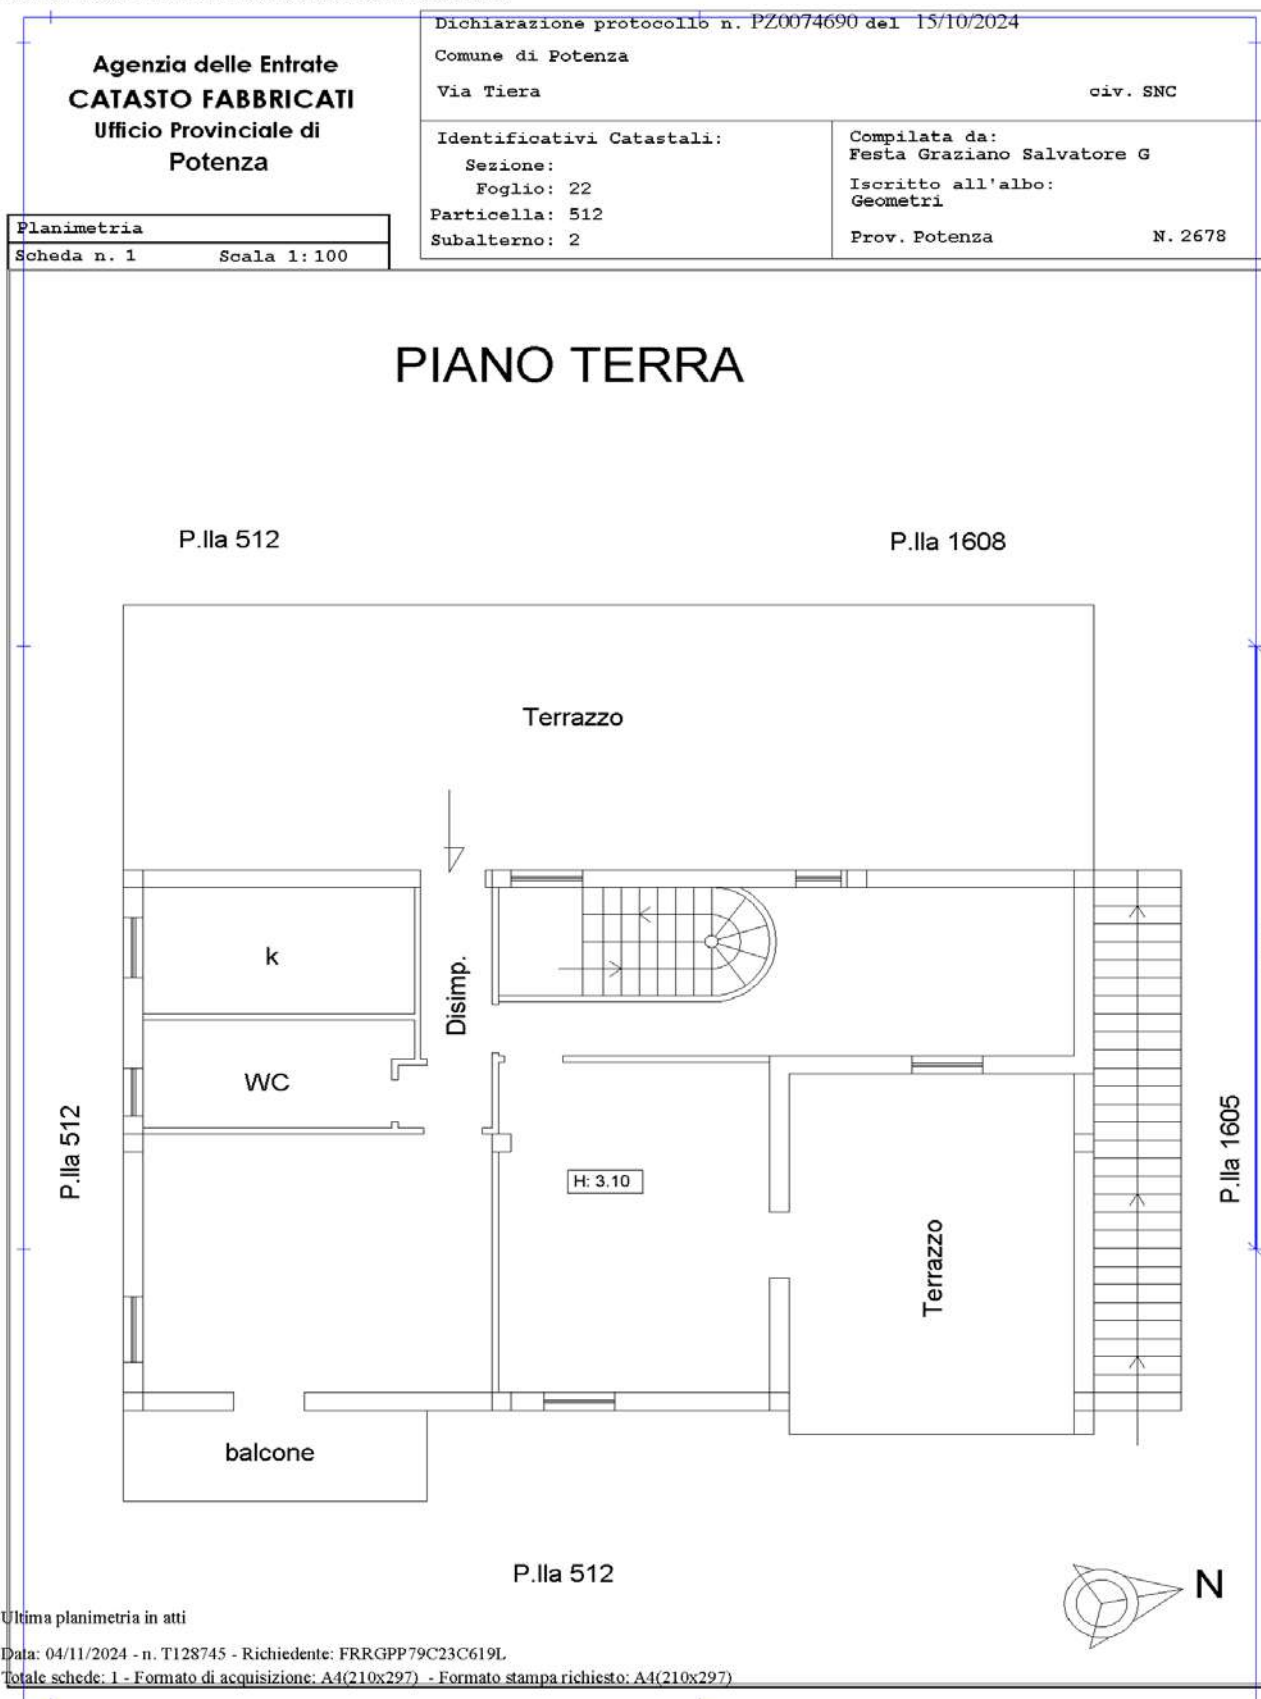 Agenzia delle Entrate
CATASTO FABBRICATI
Ufficio Provinciale di
Potenza
Dichiarazione protocollo n. PZ0074690 del 15/10/2024
Comune di Potenza
Via Tiera civ. SNC
Identificativi Catastali:
Sezione:
Foglio: 22
Particella: 512
Subalterno: 2
Compilata da:
Festa Graziano Salvatore G
Iscritto all'albo:
Geometri
Prov. Potenza N. 2678
Planimetria
Scheda n. 1 Scala 1:100
PIANO TERRA
P.lla 512
P.lla 1608
Terrazzo
k
Disimp.
WC
P.lla 512
H: 3.10
Terrazzo
P.lla 1605
balcone
P.lla 512
N
Ultima planimetria in atti
Data: 04/11/2024 - n. T128745 - Richiedente: FRRGPP79C23C619L
Totale schede: 1 - Formato di acquisizione: A4(210x297) - Formato stampa richiesto: A4(210x297)